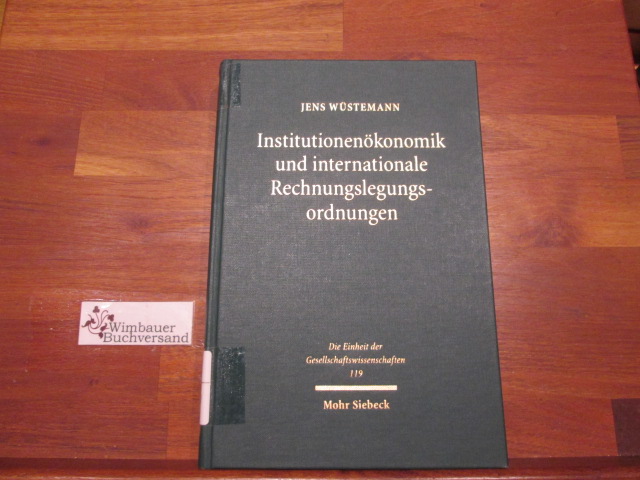 JENS WÜSTEMANN
Institutionenökonomik
und internationale
Rechnungslegungs-
ordnungen
Wimbauer
Buchversand
Die Einheit der
Gesellschaftswissenschaften
119
Mohr Siebeck